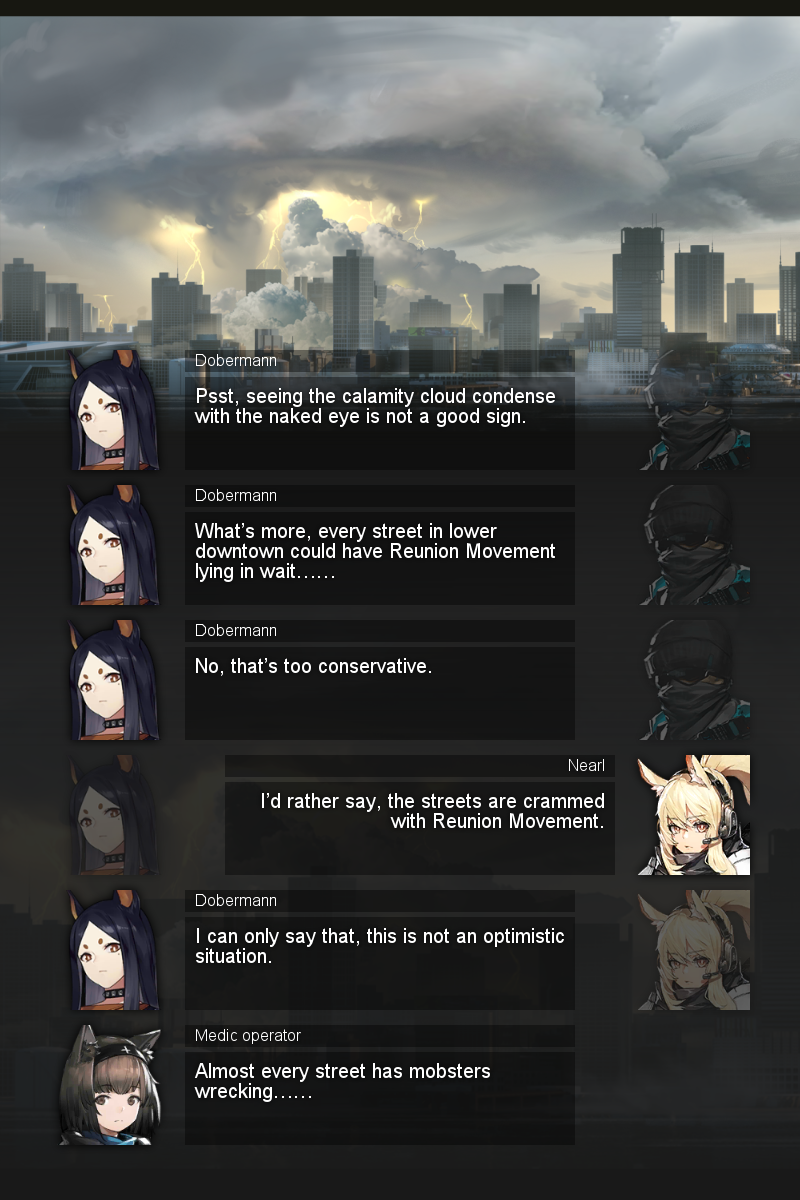 Dobermann
Psst, seeing the calamity cloud condense
with the naked eye is not a good sign.
Dobermann
What's more, every street in lower
downtown could have Reunion Movement
lying in wait……
Dobermann
No, that's too conservative.
Nearl
I'd rather say, the streets are crammed
with Reunion Movement.
Dobermann
I can only say that, this is not an optimistic
situation.
Medic operator
Almost every street has mobsters
wrecking……